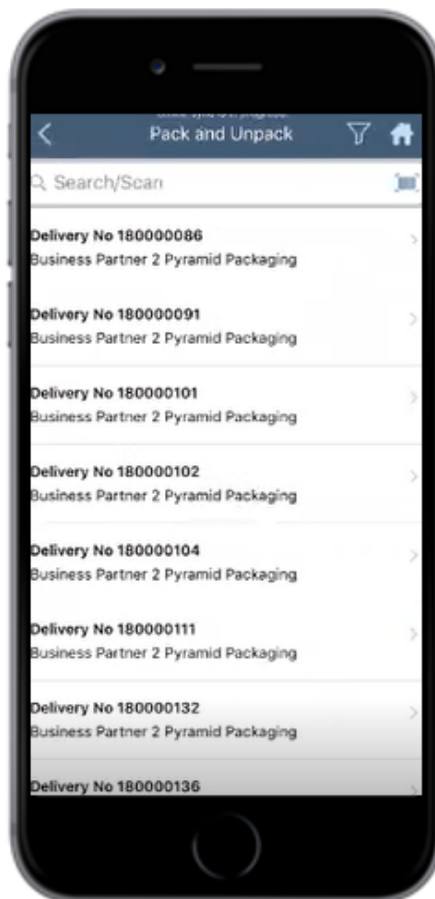 Pack and Unpack
Search/Scan
Delivery No 180000086
Business Partner 2 Pyramid Packaging
Delivery No 180000091
Business Partner 2 Pyramid Packaging
Delivery No 180000101
Business Partner 2 Pyramid Packaging
Delivery No 180000102
Business Partner 2 Pyramid Packaging
Delivery No 180000104
Business Partner 2 Pyramid Packaging
Delivery No 180000111
Business Partner 2 Pyramid Packaging
Delivery No 180000132
Business Partner 2 Pyramid Packaging
Delivery No 180000136